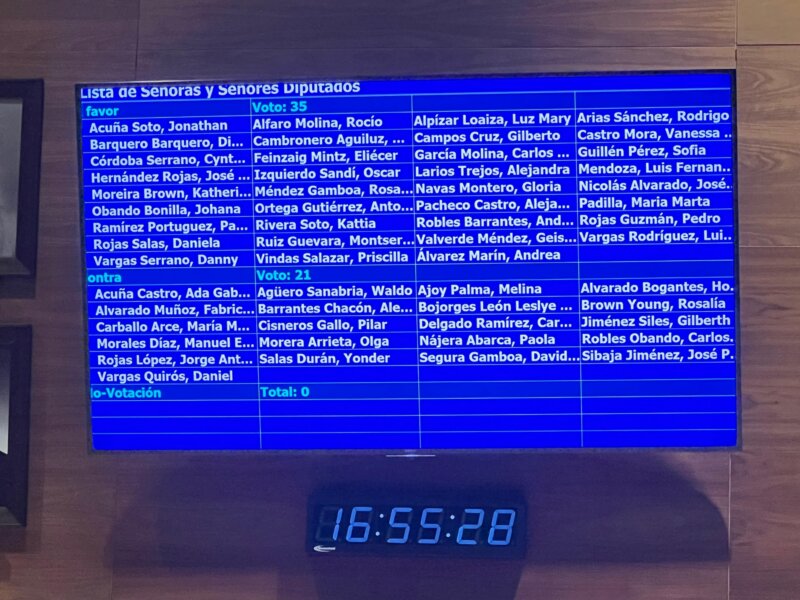 Lista de Señoras y Señores Diputados
favor Voto: 35
Acuña Soto, Jonathan Alfaro Molina, Rocío Alpízar Loaiza, Luz Mary Arias Sánchez, Rodrigo
Barquero Barquero, Di... Cambronero Aguiluz, ... Campos Cruz, Gilberto Castro Mora, Vanessa ..
Córdoba Serrano, Cynt... Feinzaig Mintz, Eliécer García Molina, Carlos ... Guillén Pérez, Sofia
Hernández Rojas, José ... Izquierdo Sandí, Oscar Larios Trejos, Alejandra Mendoza, Luis Fernan..
Moreira Brown, Katheri... Méndez Gamboa, Rosa... Navas Montero, Gloria Nicolás Alvarado, José..
Obando Bonilla, Johana Ortega Gutiérrez, Anto... Pacheco Castro, Aleja... Padilla, Maria Marta
Ramírez Portuguez, Pa... Rivera Soto, Kattia Robles Barrantes, And... Rojas Guzmán, Pedro
Rojas Salas, Daniela Ruiz Guevara, Montser... Valverde Méndez, Geis... Vargas Rodríguez, Lui..
Vargas Serrano, Danny Vindas Salazar, Priscilla Álvarez Marín, Andrea
ontra Voto: 21
Acuña Castro, Ada Gab... Agüero Sanabria, Waldo Ajoy Palma, Melina Alvarado Bogantes, Ho..
Alvarado Muñoz, Fabric... Barrantes Chacón, Ale... Bojorges León Leslye ... Brown Young, Rosalía
Carballo Arce, María M... Cisneros Gallo, Pilar Delgado Ramírez, Car... Jiménez Siles, Gilberth
Morales Díaz, Manuel E... Morera Arrieta, Olga Nájera Abarca, Paola Robles Obando, Carlos.
Rojas López, Jorge Ant... Salas Durán, Yonder Segura Gamboa, David... Sibaja Jiménez, José P.
Vargas Quirós, Daniel
lo-Votación Total: 0
16:55:28